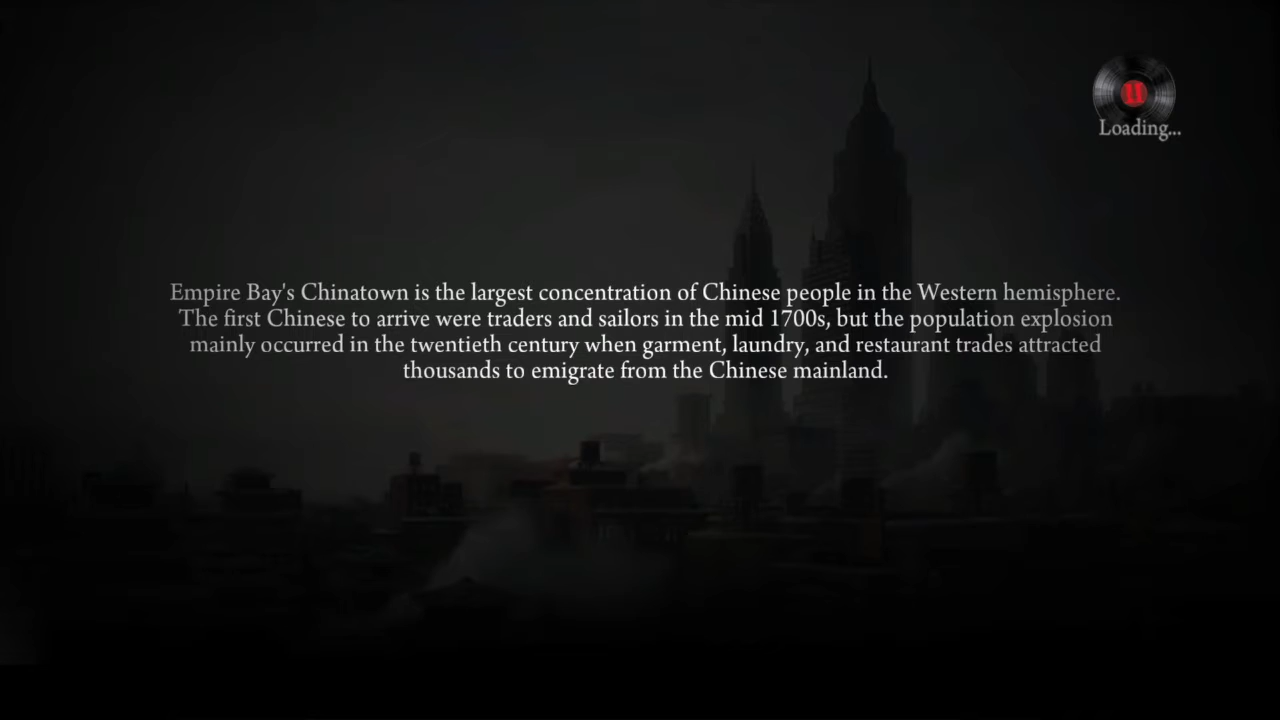 Loading...
Empire Bay's Chinatown is the largest concentration of Chinese people in the Western hemisphere.
The first Chinese to arrive were traders and sailors in the mid 1700s, but the population explosion
mainly occurred in the twentieth century when garment, laundry, and restaurant trades attracted
thousands to emigrate from the Chinese mainland.